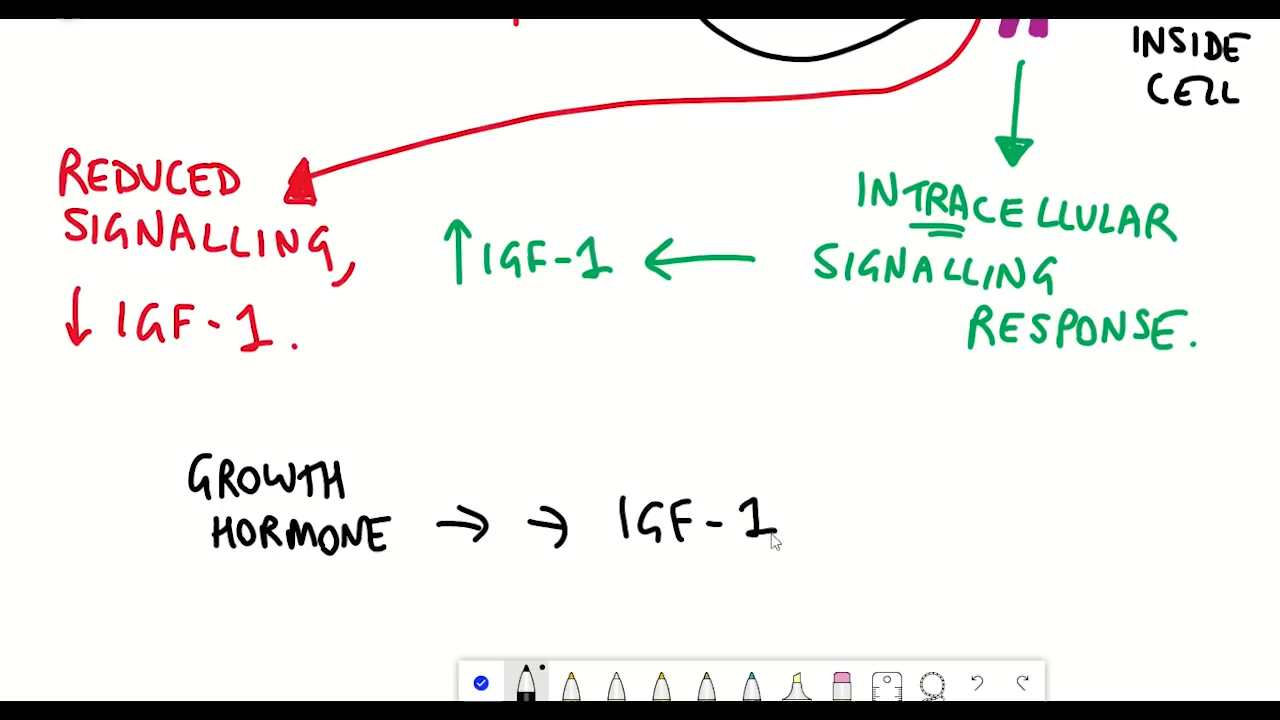 INSIDE
CELL
REDUCED
SIGNALLING,
↓ IGF-1.
↑ IGF-1 ←
INTRACELLULAR
SIGNALLING
RESPONSE.
GROWTH
HORMONE → → IGF-1